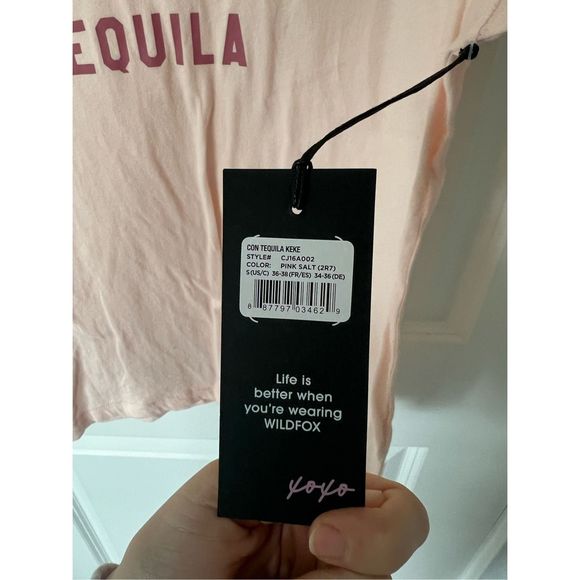 EQUILA
CON TEQUILA KEKE
STYLE# CJ16A002
COLOR: PINK SALT (2R7)
S(US/C) 36-38(FR/ES) 34-36(DE)
8 87797 03462 9
Life is
better when
you're wearing
WILDFOX
xoxo